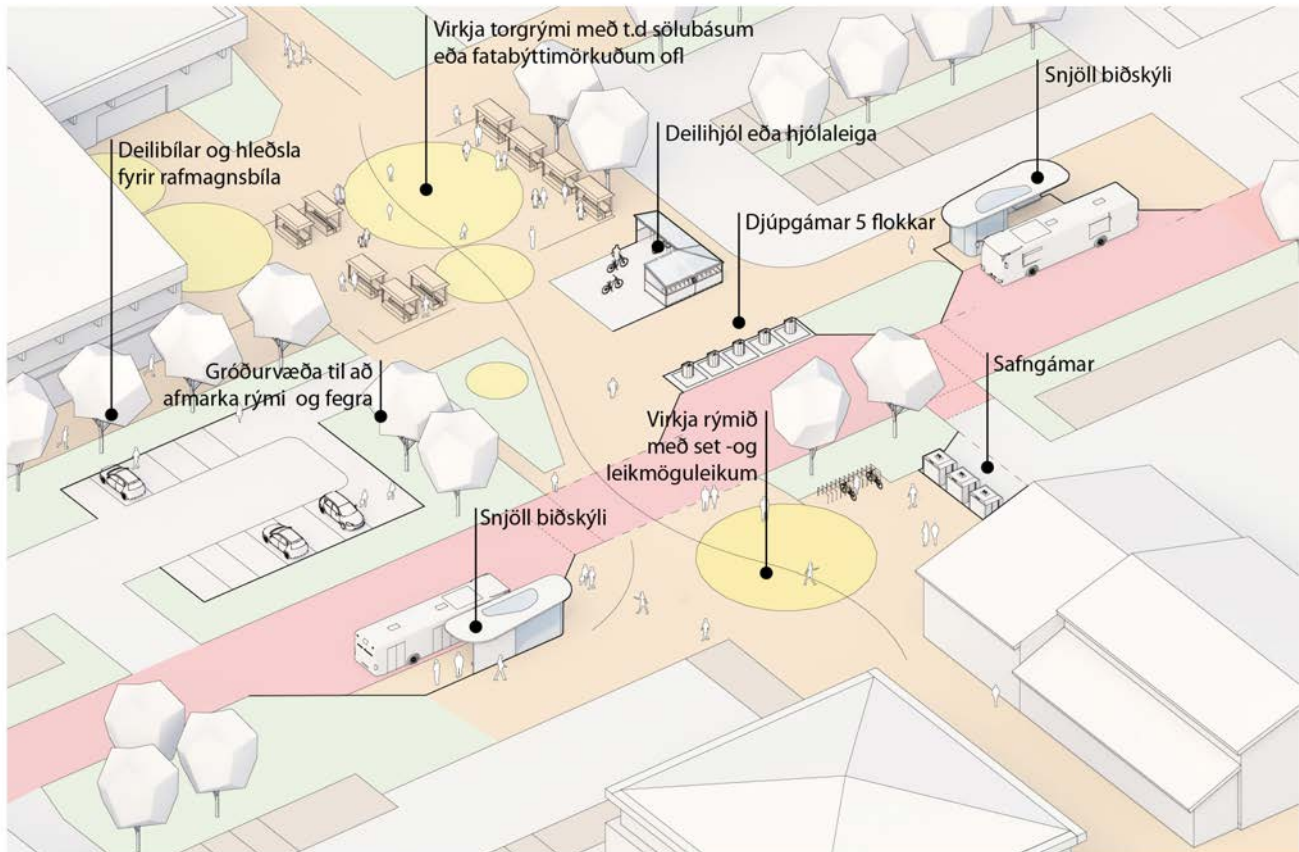 Virkja torgrými með t.d sölubásum
eða fatabýttimörkuðum ofl
Snjöll biðskýli
Deilihjól eða hjólaleiga
Deilibílar og hleðsla
fyrir rafmagnsbíla
Djúpgámar 5 flokkar
Gróðurvæða til að
afmarka rými og fegra
Safngámar
Virkja rýmið
með set -og
leikmöguleikum
Snjöll biðskýli